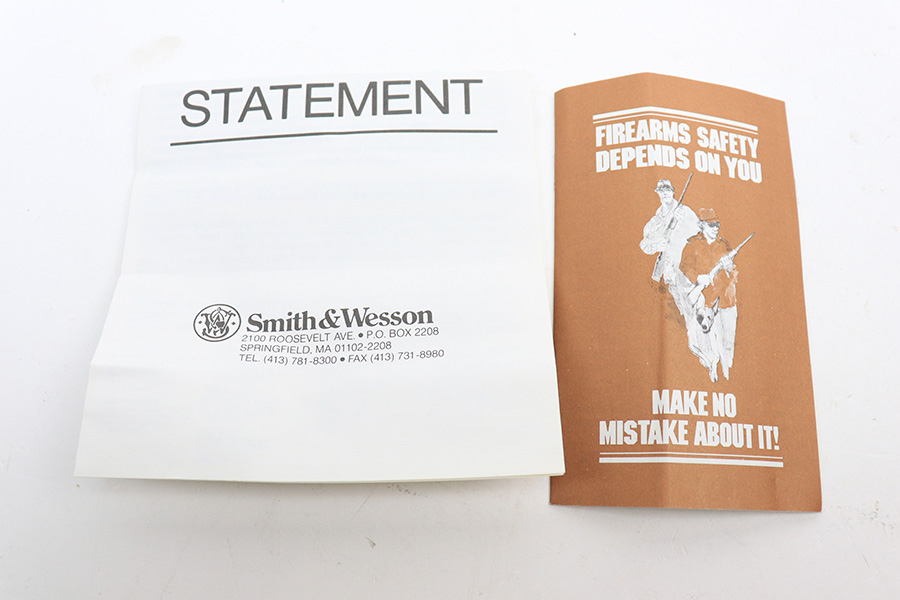 STATEMENT
Smith & Wesson
2100 ROOSEVELT AVE. • P.O. BOX 2208
SPRINGFIELD, MA 01102-2208
TEL. (413) 781-8300 • FAX (413) 731-8980
FIREARMS SAFETY
DEPENDS ON YOU
MAKE NO
MISTAKE ABOUT IT!